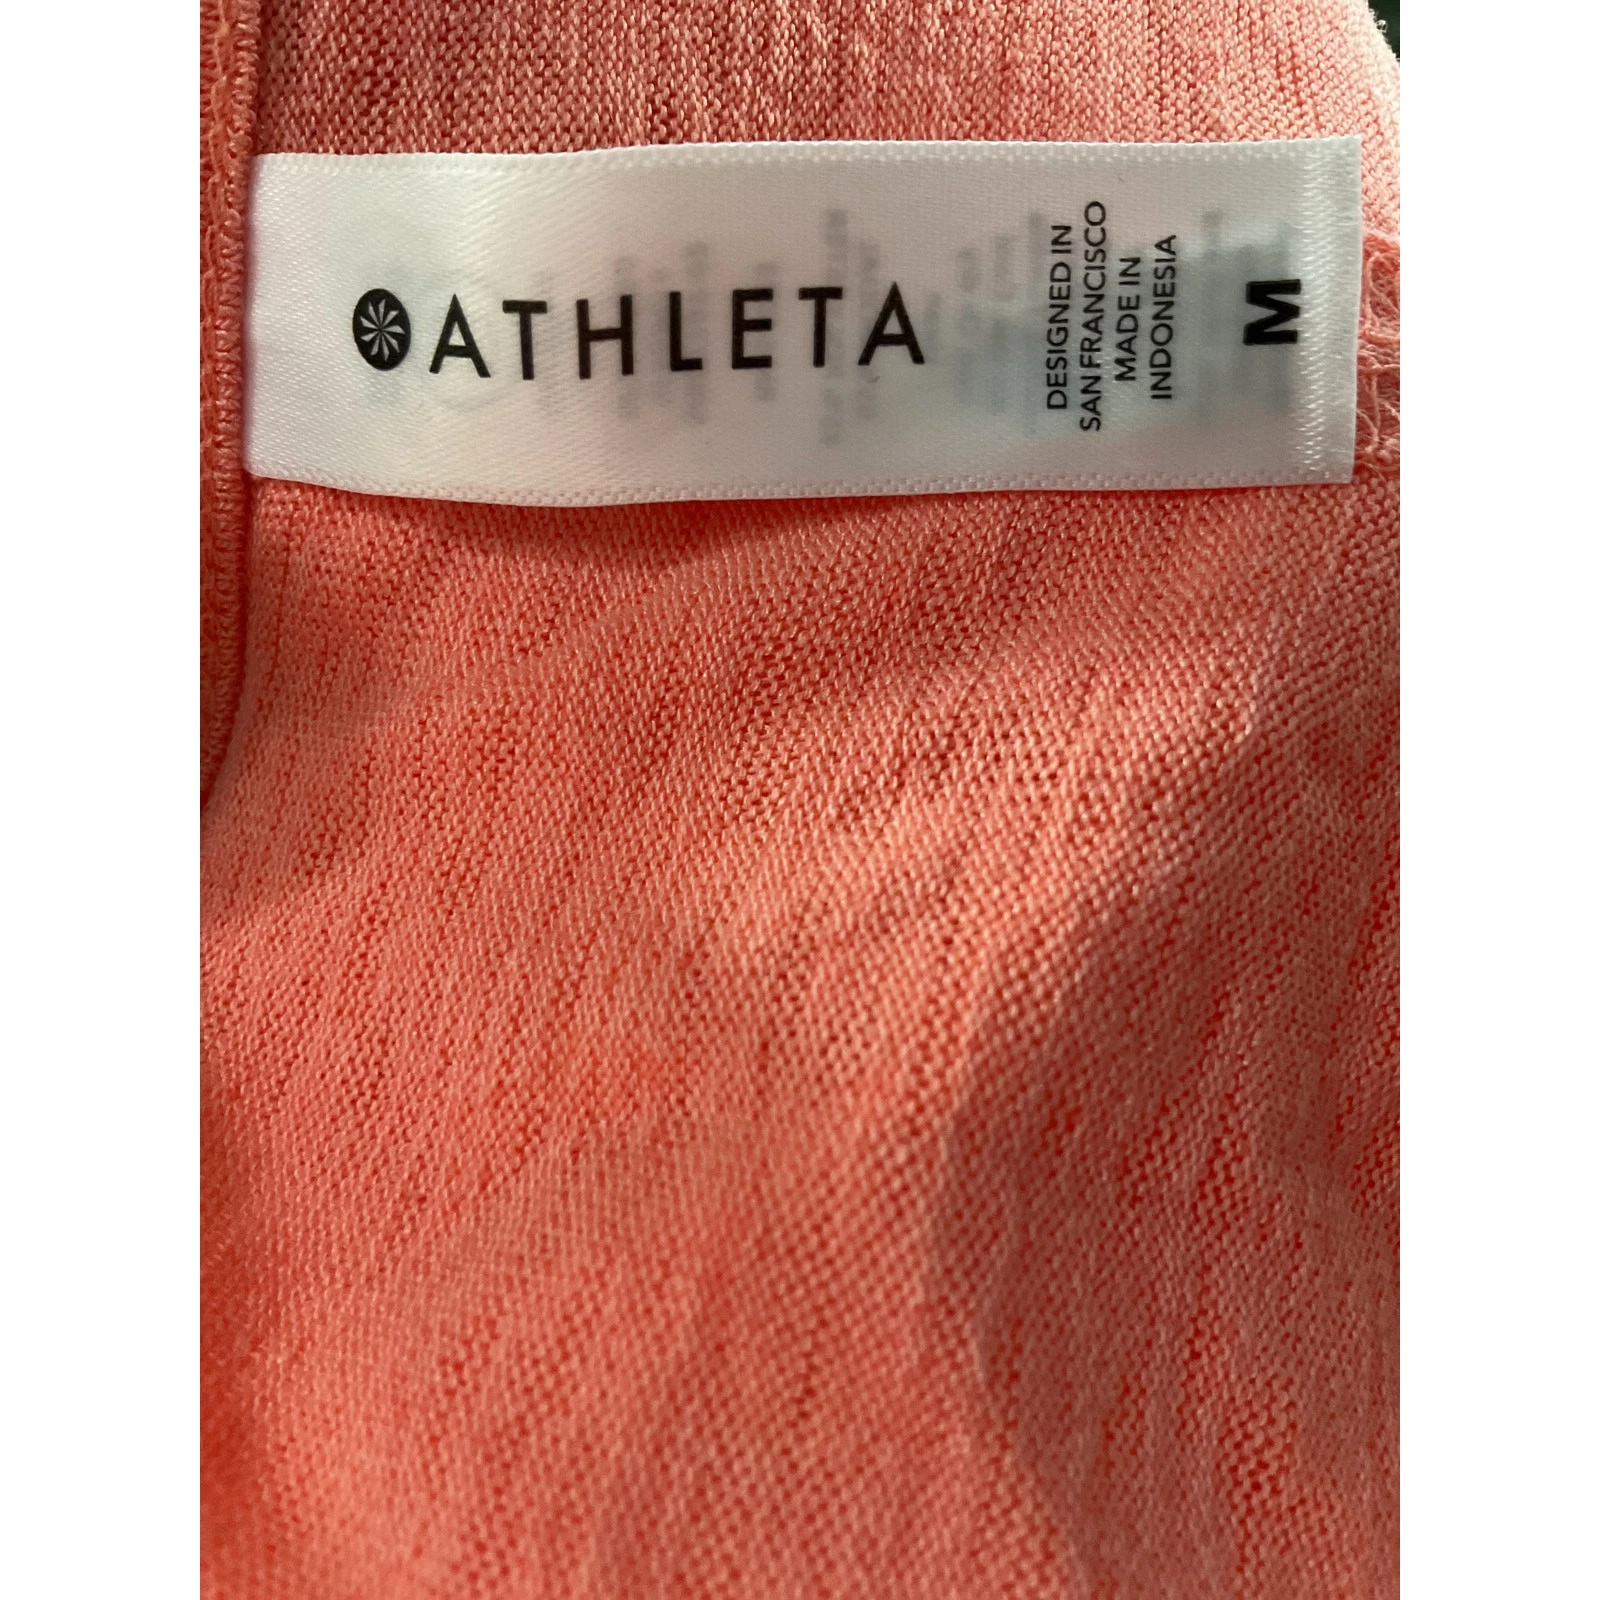 ATHLETA
DESIGNED IN
SAN FRANCISCO
MADE IN
INDONESIA
M